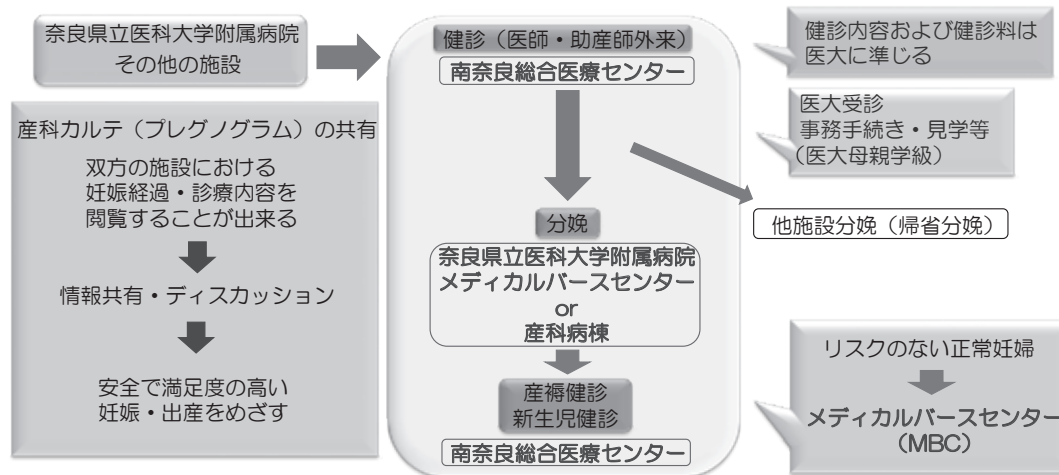 奈良県立医科大学附属病院
その他の施設
産科カルテ（プレグノグラム）の共有
双方の施設における
妊娠経過・診療内容を
閲覧することが出来る
情報共有・ディスカッション
安全で満足度の高い
妊娠・出産をめざす
健診（医師・助産師外来）
南奈良総合医療センター
分娩
奈良県立医科大学附属病院
メディカルバースセンター
or
産科病棟
産褥健診
新生児健診
南奈良総合医療センター
健診内容および健診料は
医大に準じる
医大受診
事務手続き・見学等
（医大母親学級）
他施設分娩（帰省分娩）
リスクのない正常妊婦
メディカルバースセンター
（MBC）